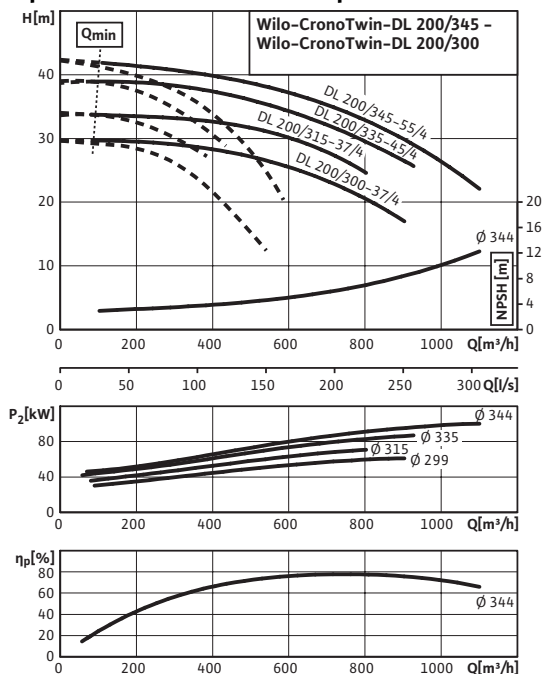 H[m]
Qmin
Wilo-CronoTwin-DL 200/345 –
Wilo-CronoTwin-DL 200/300
40
30
20
10
0
DL 200/345-55/4
DL 200/335-45/4
DL 200/315-37/4
DL 200/300-37/4
Ø 344
20
16
12
8
4
0
NPSH [m]
0 200 400 600 800 1000 Q[m³/h]
0 50 100 150 200 250 300 Q[l/s]
P₂[kW]
80
40
0
Ø 344
Ø 335
Ø 315
Ø 299
0 200 400 600 800 1000 Q[m³/h]
ηp[%]
80
60
40
20
0
Ø 344
0 200 400 600 800 1000 Q[m³/h]